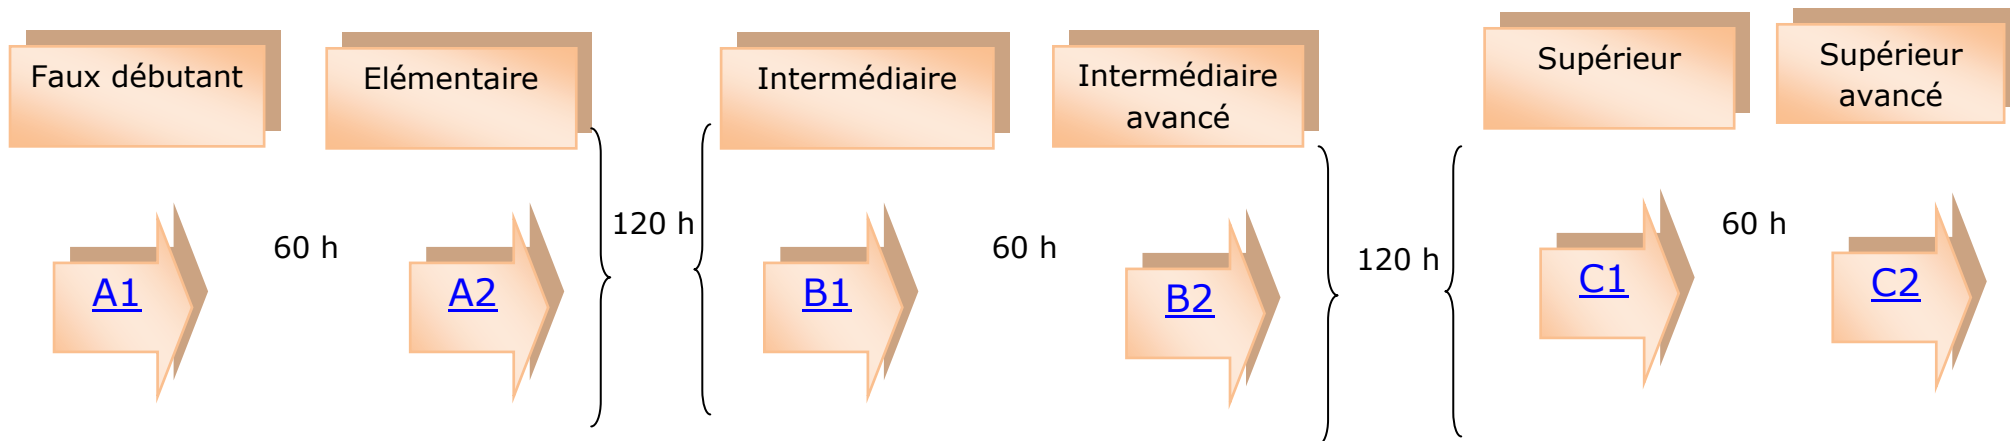 Faux débutant
Elémentaire
Intermédiaire
Intermédiaire
avancé
Supérieur
Supérieur
avancé
A1
60 h
A2
120 h
B1
60 h
B2
120 h
C1
60 h
C2